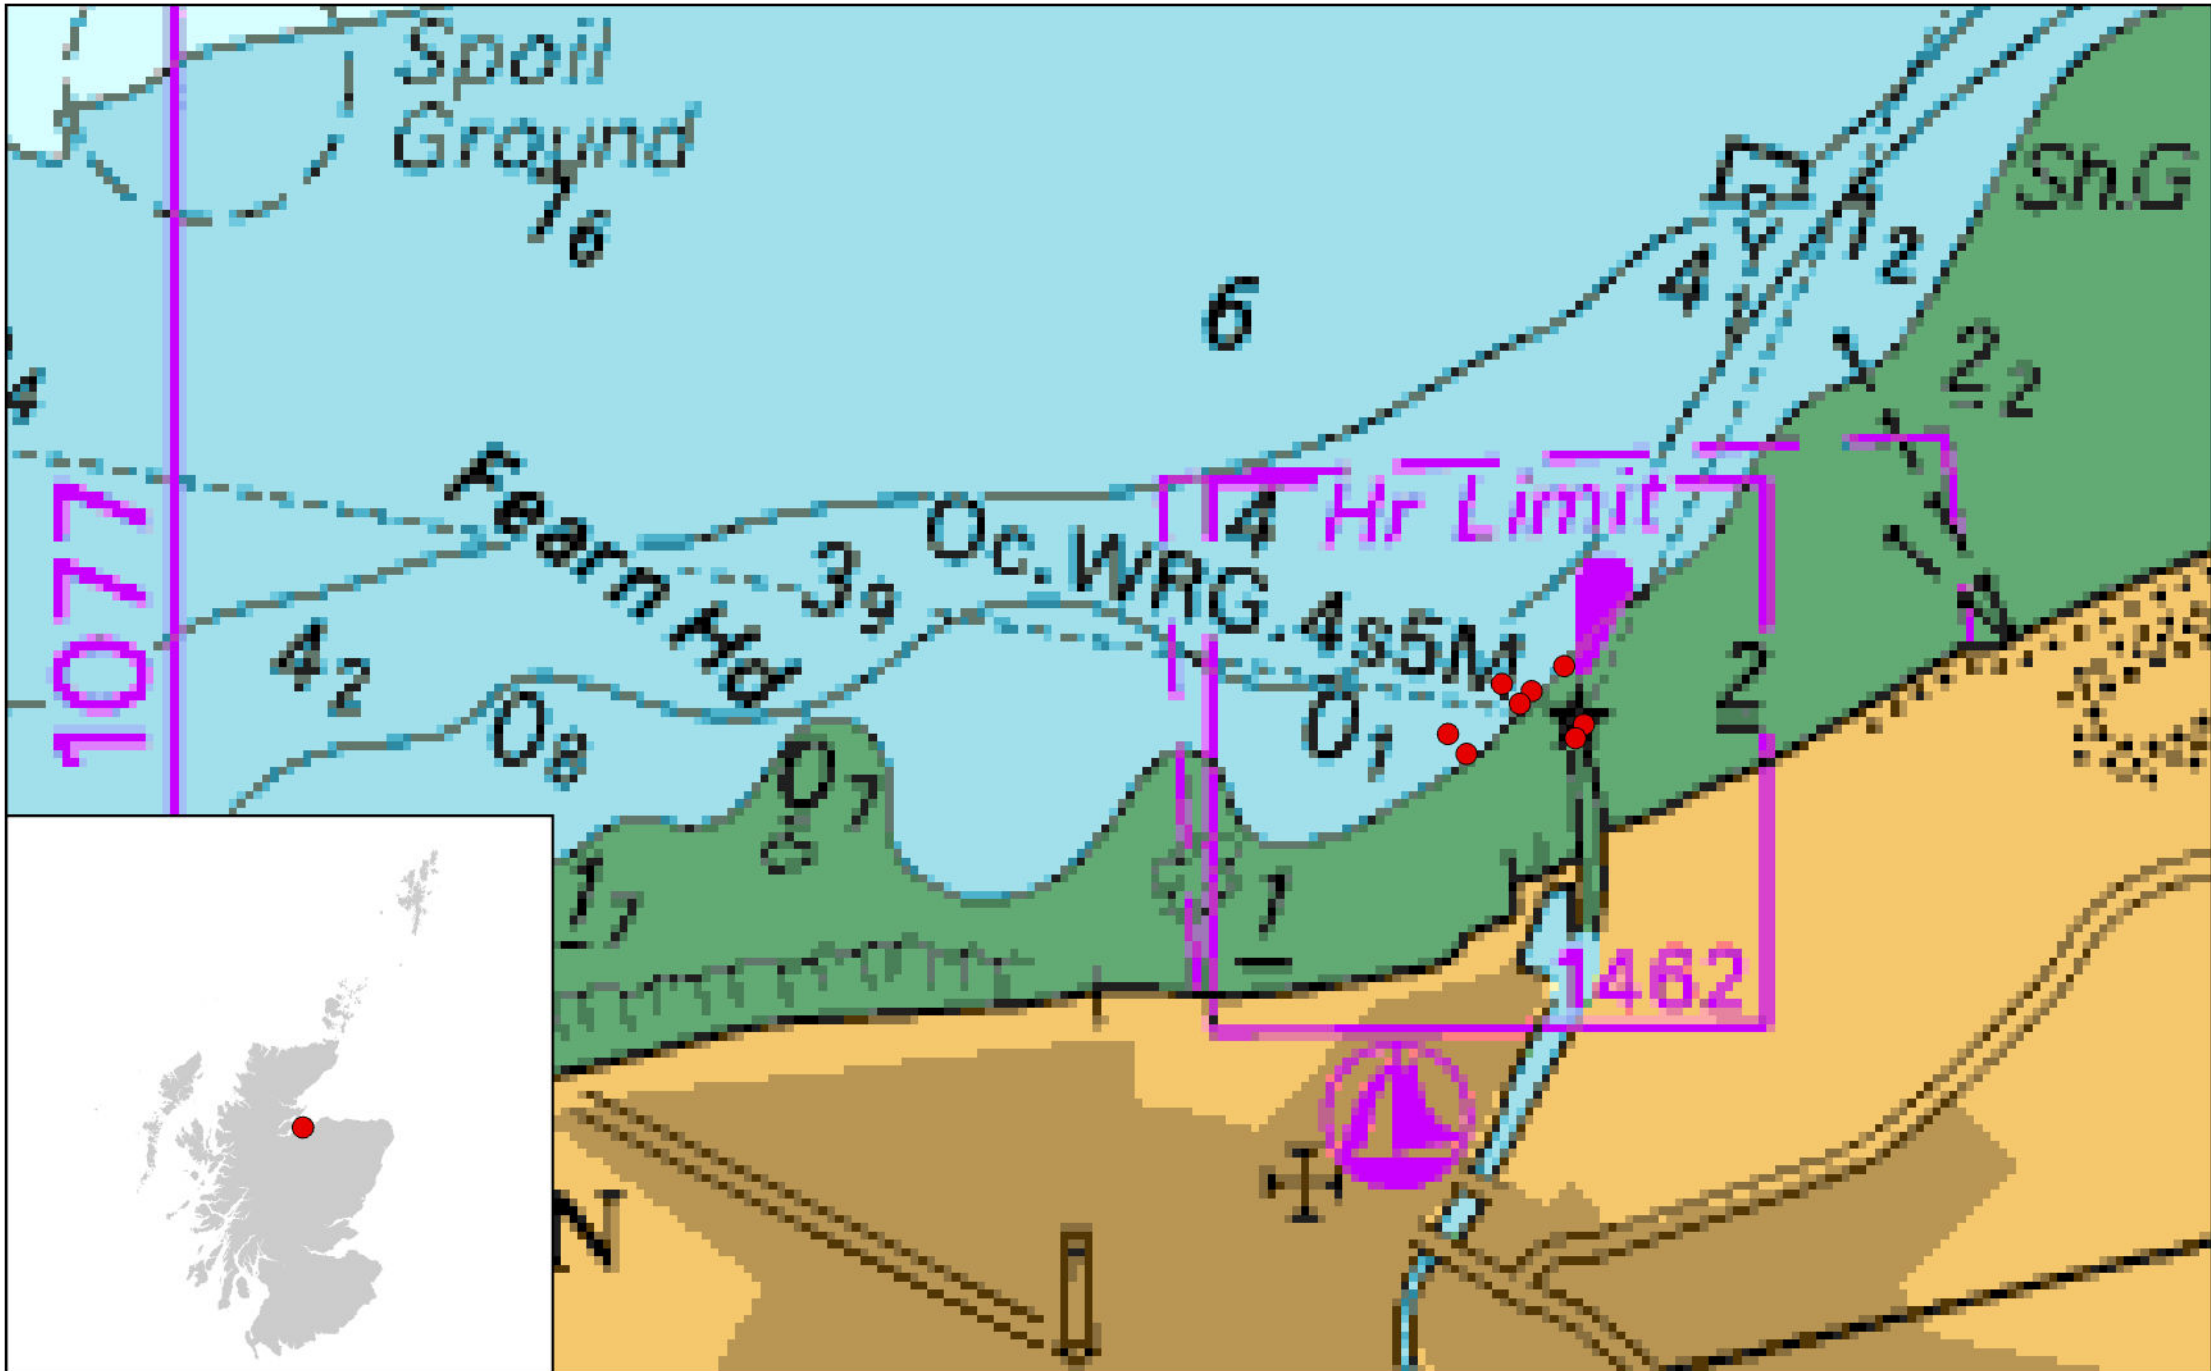 Spoil
Ground
7₆
Sh.G
6
4₁
1₂
2₂
4
Fearn Hd
4
Hr Limit
Oc.WRG.4s5M
3₉
1077
4₂
0₈
0₇
0₁
2
1₇
1
1462
N